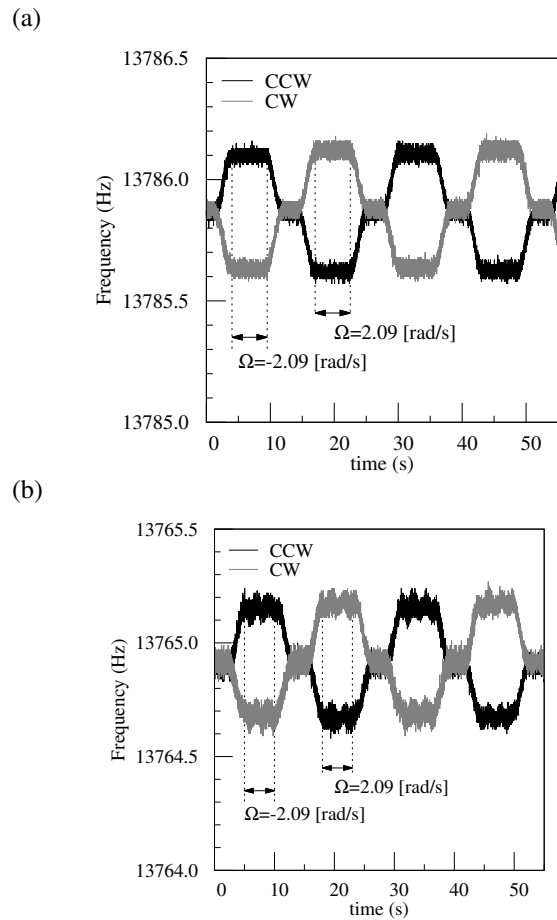 (a)
13786.5
CCW
CW
13786.0
Frequency (Hz)
13785.5
Ω=2.09 [rad/s]
Ω=-2.09 [rad/s]
13785.0
0 10 20 30 40 50
time (s)
(b)
13765.5
CCW
CW
13765.0
Frequency (Hz)
13764.5
Ω=2.09 [rad/s]
Ω=-2.09 [rad/s]
13764.0
0 10 20 30 40 50
time (s)